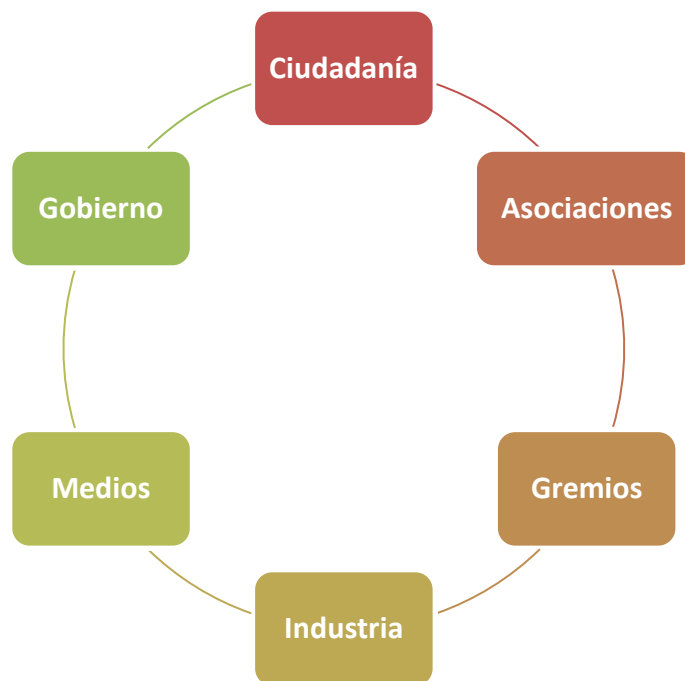 Ciudadanía
Asociaciones
Gremios
Industria
Medios
Gobierno